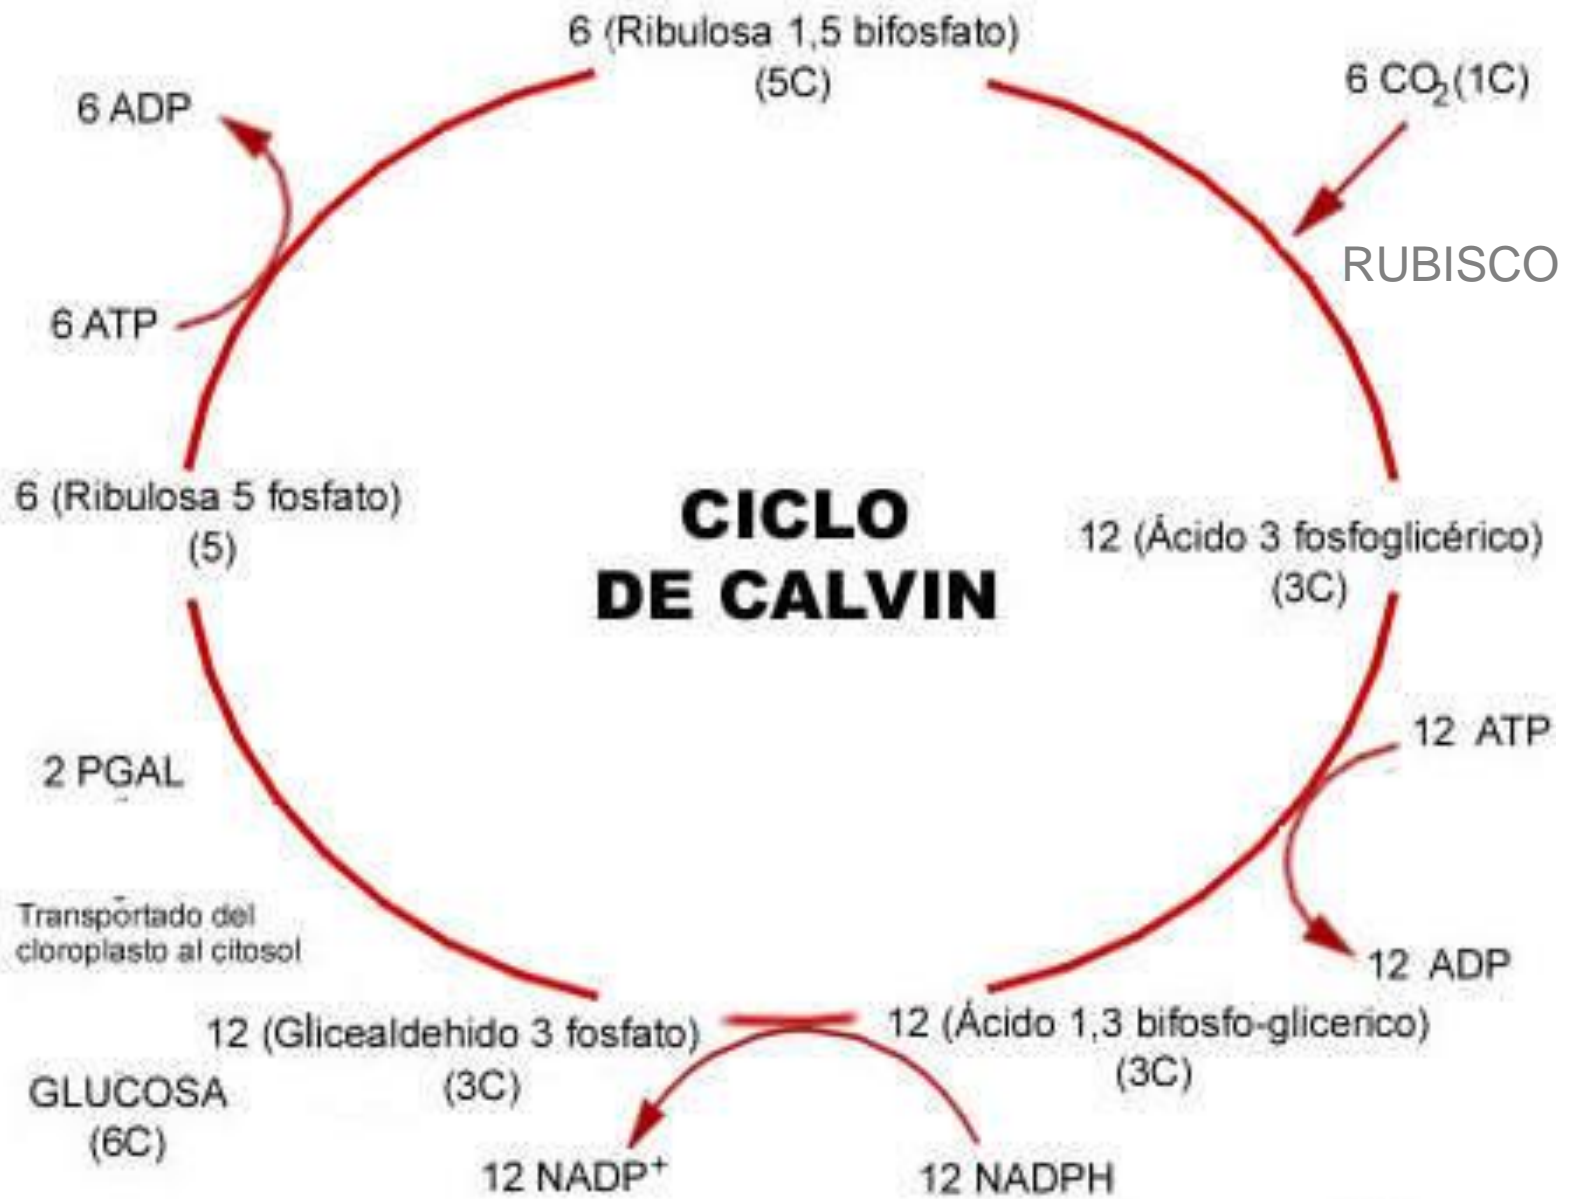 6 (Ribulosa 1,5 bifosfato)
(5C)
6 CO₂(1C)
6 ADP
RUBISCO
6 ATP
6 (Ribulosa 5 fosfato)
(5)
CICLO
DE CALVIN
12 (Ácido 3 fosfoglicérico)
(3C)
12 ATP
2 PGAL
Transportado del
cloroplasto al citosol
12 ADP
12 (Glicealdehido 3 fosfato)
(3C)
12 (Ácido 1,3 bifosfo-glicerico)
(3C)
GLUCOSA
(6C)
12 NADP⁺
12 NADPH